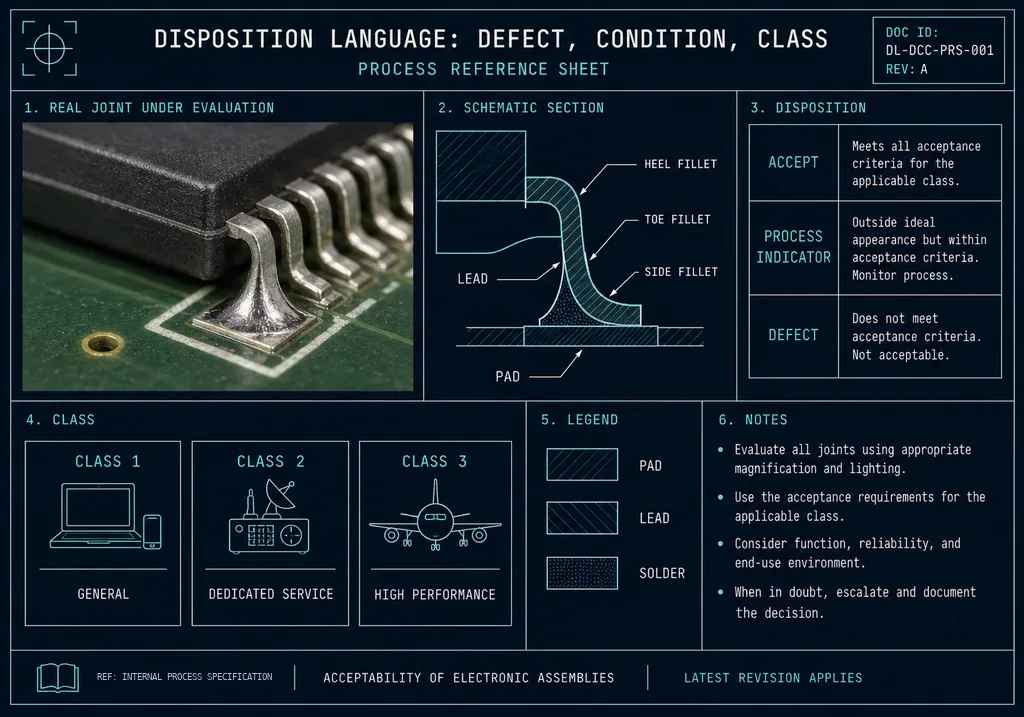 DISPOSITION LANGUAGE: DEFECT, CONDITION, CLASS
PROCESS REFERENCE SHEET
DOC ID:
DL-DCC-PRS-001
REV: A
1. REAL JOINT UNDER EVALUATION
2. SCHEMATIC SECTION
HEEL FILLET
TOE FILLET
SIDE FILLET
LEAD
PAD
3. DISPOSITION
ACCEPT
Meets all acceptance
criteria for the
applicable class.
PROCESS
INDICATOR
Outside ideal
appearance but within
acceptance criteria.
Monitor process.
DEFECT
Does not meet
acceptance criteria.
Not acceptable.
4. CLASS
CLASS 1
GENERAL
CLASS 2
DEDICATED SERVICE
CLASS 3
HIGH PERFORMANCE
5. LEGEND
PAD
LEAD
SOLDER
6. NOTES
• Evaluate all joints using appropriate
magnification and lighting.
• Use the acceptance requirements for the
applicable class.
• Consider function, reliability, and
end-use environment.
• When in doubt, escalate and document
the decision.
REF: INTERNAL PROCESS SPECIFICATION
ACCEPTABILITY OF ELECTRONIC ASSEMBLIES
LATEST REVISION APPLIES